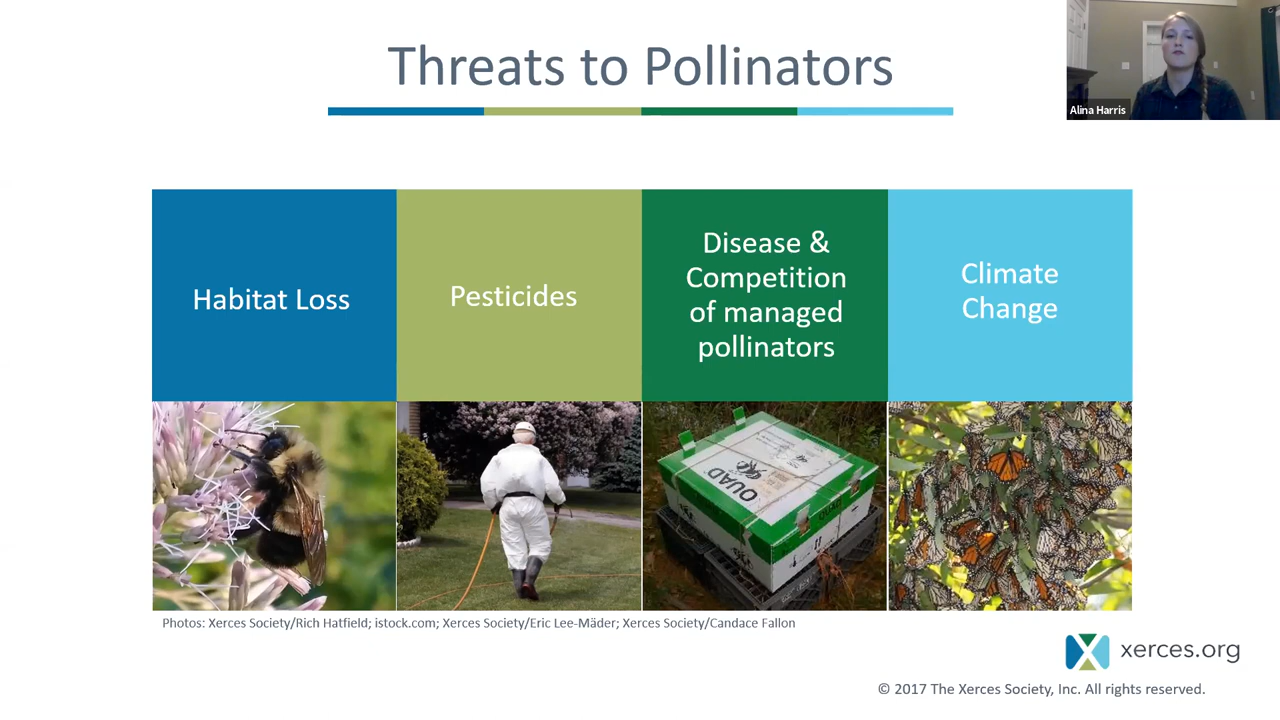 Threats to Pollinators
Alina Harris
Habitat Loss
Pesticides
Disease &
Competition
of managed
pollinators
Climate
Change
QUAD
Photos: Xerces Society/Rich Hatfield; istock.com; Xerces Society/Eric Lee-Mäder; Xerces Society/Candace Fallon
xerces.org
© 2017 The Xerces Society, Inc. All rights reserved.